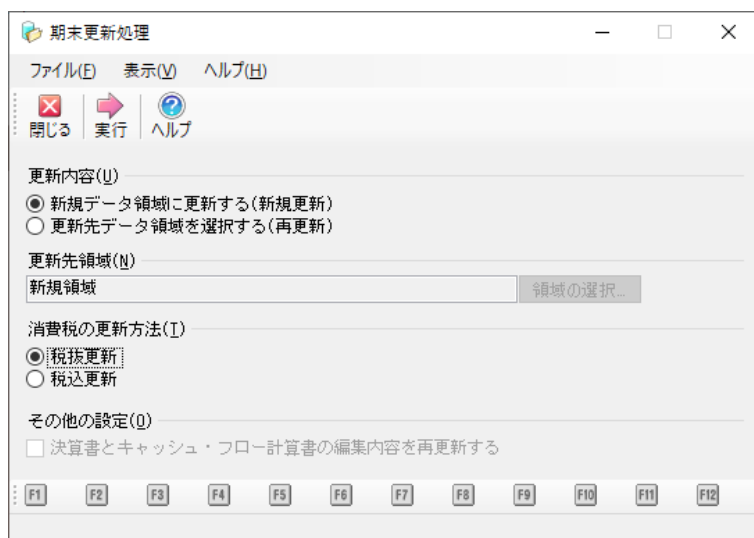 期末更新処理
ファイル(F) 表示(V) ヘルプ(H)
閉じる 実行 ヘルプ
更新内容(U)
新規データ領域に更新する(新規更新)
更新先データ領域を選択する(再更新)
更新先領域(N)
新規領域 領域の選択...
消費税の更新方法(T)
税抜更新
税込更新
その他の設定(O)
決算書とキャッシュ・フロー計算書の編集内容を再更新する
F1 F2 F3 F4 F5 F6 F7 F8 F9 F10 F11 F12